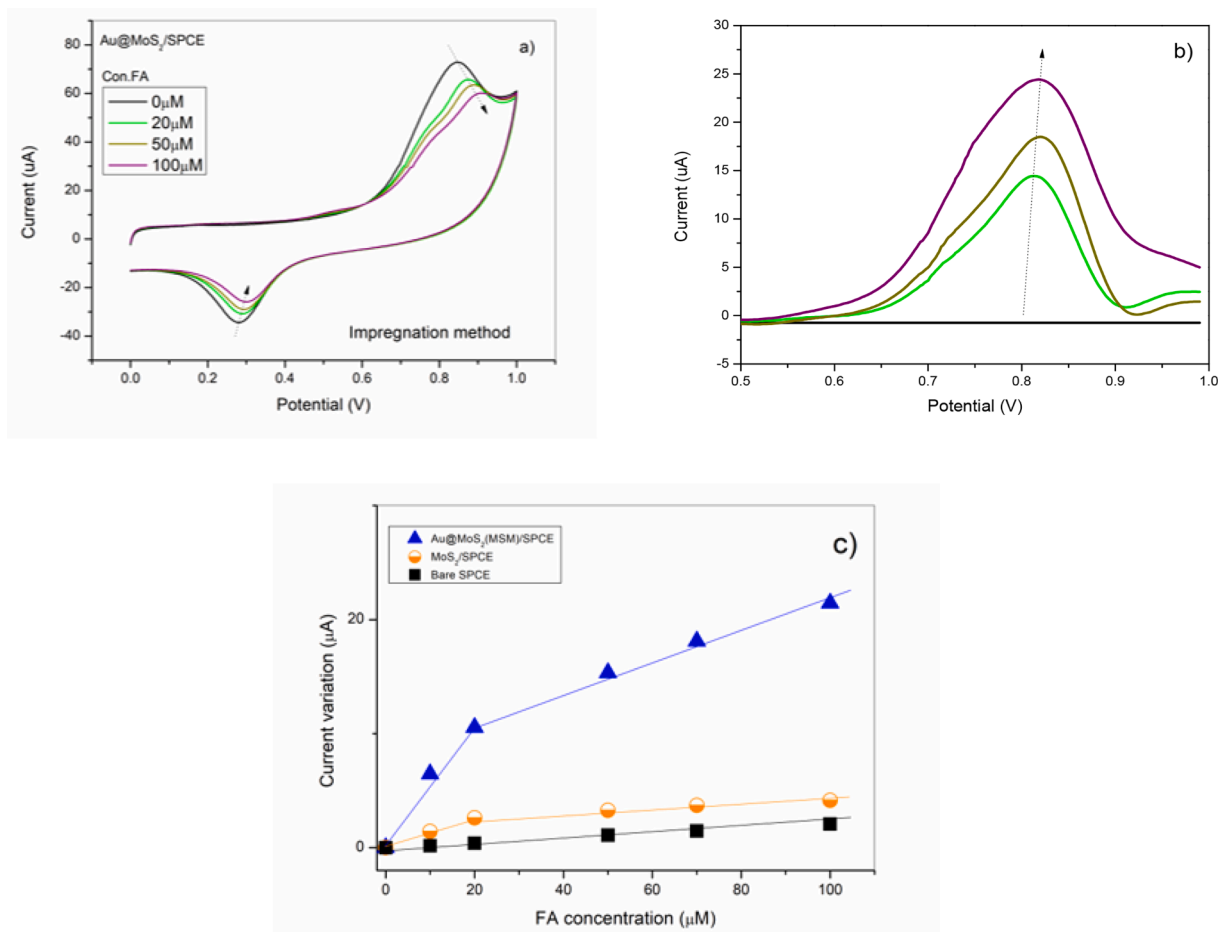 a)
Au@MoS2/SPCE
Con.FA
0μM
20μM
50μM
100μM
Impregnation method
Current (uA)
80
60
40
20
0
-20
-40
0.0 0.2 0.4 0.6 0.8 1.0
Potential (V)
b)
Current (uA)
30
25
20
15
10
5
0
-5
0.5 0.6 0.7 0.8 0.9 1.0
Potential (V)
c)
Au@MoS2(MSM)/SPCE
MoS2/SPCE
Bare SPCE
Current variation (μA)
20
0
0 20 40 60 80 100
FA concentration (μM)